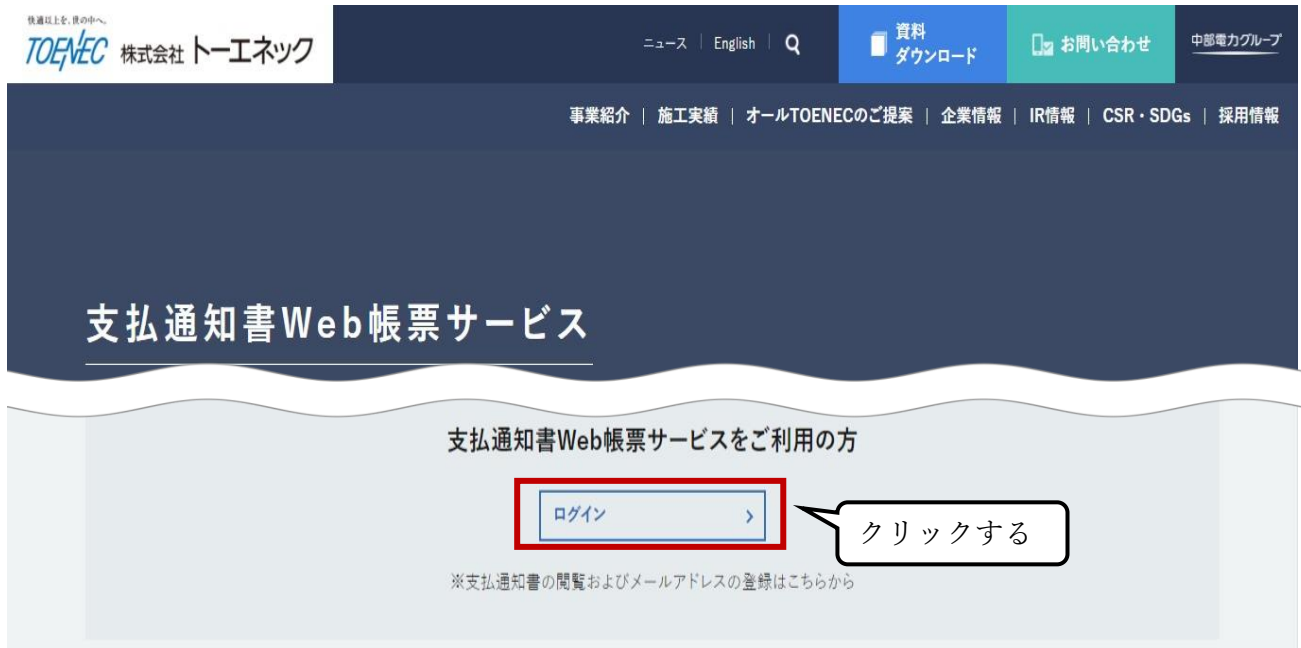 快適以上を、世の中へ。
TOENEC 株式会社 トーエネック
ニュース | English
資料
ダウンロード
お問い合わせ
中部電力グループ
事業紹介 | 施工実績 | オールTOENECのご提案 | 企業情報 | IR情報 | CSR・SDGs | 採用情報
支払通知書Web帳票サービス
支払通知書Web帳票サービスをご利用の方
ログイン >
クリックする
※支払通知書の閲覧およびメールアドレスの登録はこちらから